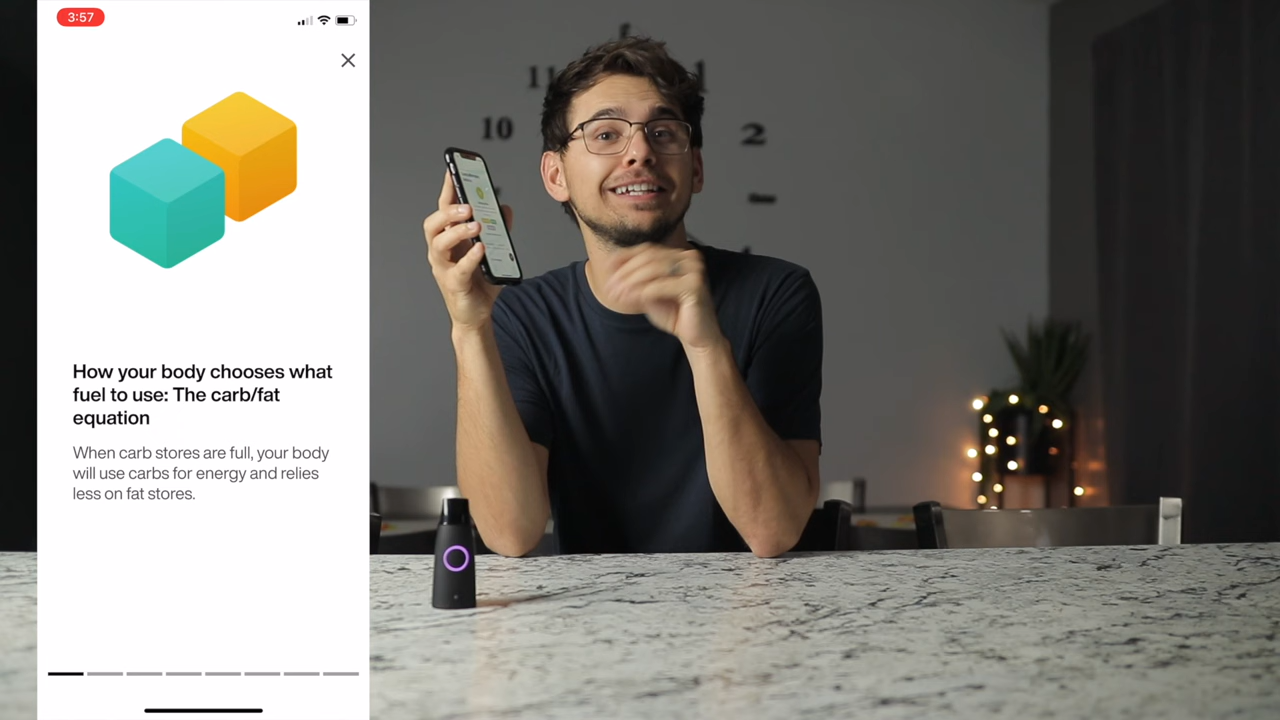 3:57
11
1
10
2
How your body chooses what
fuel to use: The carb/fat
equation
When carb stores are full, your body
will use carbs for energy and relies
less on fat stores.